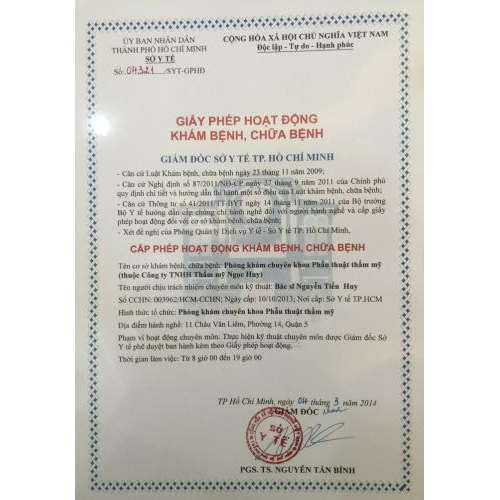 ỦY BAN NHÂN DÂN
THÀNH PHỐ HỒ CHÍ MINH
SỞ Y TẾ
Số: 04321 /SYT-GPHĐ
CỘNG HÒA XÃ HỘI CHỦ NGHĨA VIỆT NAM
Độc lập - Tự do - Hạnh phúc
GIẤY PHÉP HOẠT ĐỘNG
KHÁM BỆNH, CHỮA BỆNH
GIÁM ĐỐC SỞ Y TẾ TP. HỒ CHÍ MINH
- Căn cứ Luật Khám bệnh, chữa bệnh ngày 23 tháng 11 năm 2009;
- Căn cứ Nghị định số 87/2011/NĐ-CP ngày 27 tháng 9 năm 2011 của Chính phủ
quy định chi tiết và hướng dẫn thi hành một số điều của Luật khám bệnh, chữa bệnh;
- Căn cứ Thông tư số 41/2011/TT-BYT ngày 14 tháng 11 năm 2011 của Bộ trưởng
Bộ Y tế hướng dẫn cấp chứng chỉ hành nghề đối với người hành nghề và cấp giấy
phép hoạt động đối với cơ sở khám bệnh, chữa bệnh;
- Xét đề nghị của Phòng Quản lý Dịch vụ Y tế - Sở Y tế TP. Hồ Chí Minh,
CẤP PHÉP HOẠT ĐỘNG KHÁM BỆNH, CHỮA BỆNH
Tên cơ sở khám bệnh, chữa bệnh: Phòng khám chuyên khoa Phẫu thuật thẩm mỹ
(thuộc Công ty TNHH Thẩm mỹ Ngọc Huy)
Tên người chịu trách nhiệm chuyên môn kỹ thuật: Bác sĩ Nguyễn Tiến Huy
Số CCHN: 003962/HCM-CCHN; Ngày cấp: 10/10/2013; Nơi cấp: Sở Y tế TP.HCM
Hình thức tổ chức: Phòng khám chuyên khoa Phẫu thuật thẩm mỹ
Địa điểm hành nghề: 11 Châu Văn Liêm, Phường 14, Quận 5
Phạm vi hoạt động chuyên môn: Thực hiện kỹ thuật chuyên môn được Giám đốc Sở
Y tế phê duyệt ban hành kèm theo Giấy phép hoạt động.
Thời gian làm việc: Từ 8 giờ 00 đến 19 giờ 00
TP Hồ Chí Minh, ngày 04 tháng 3 năm 2014
GIÁM ĐỐC
SỞ
Y TẾ
PGS. TS. NGUYỄN TẤN BỈNH